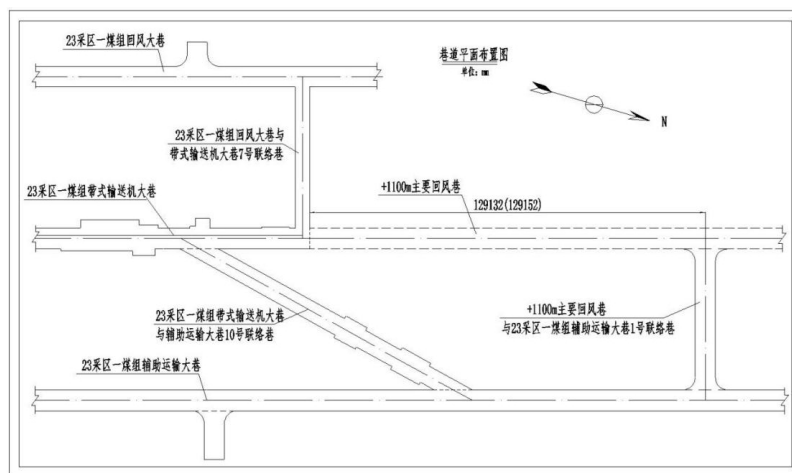 23采区一煤组回风大巷
巷道平面布置图
单位：mm
N
23采区一煤组回风大巷与
带式输送机大巷7号联络巷
23采区一煤组带式输送机大巷
+1100m主要回风巷
129132(129152)
23采区一煤组带式输送机大巷
与辅助运输大巷10号联络巷
+1100m主要回风巷
与23采区一煤组辅助运输大巷1号联络巷
23采区一煤组辅助运输大巷